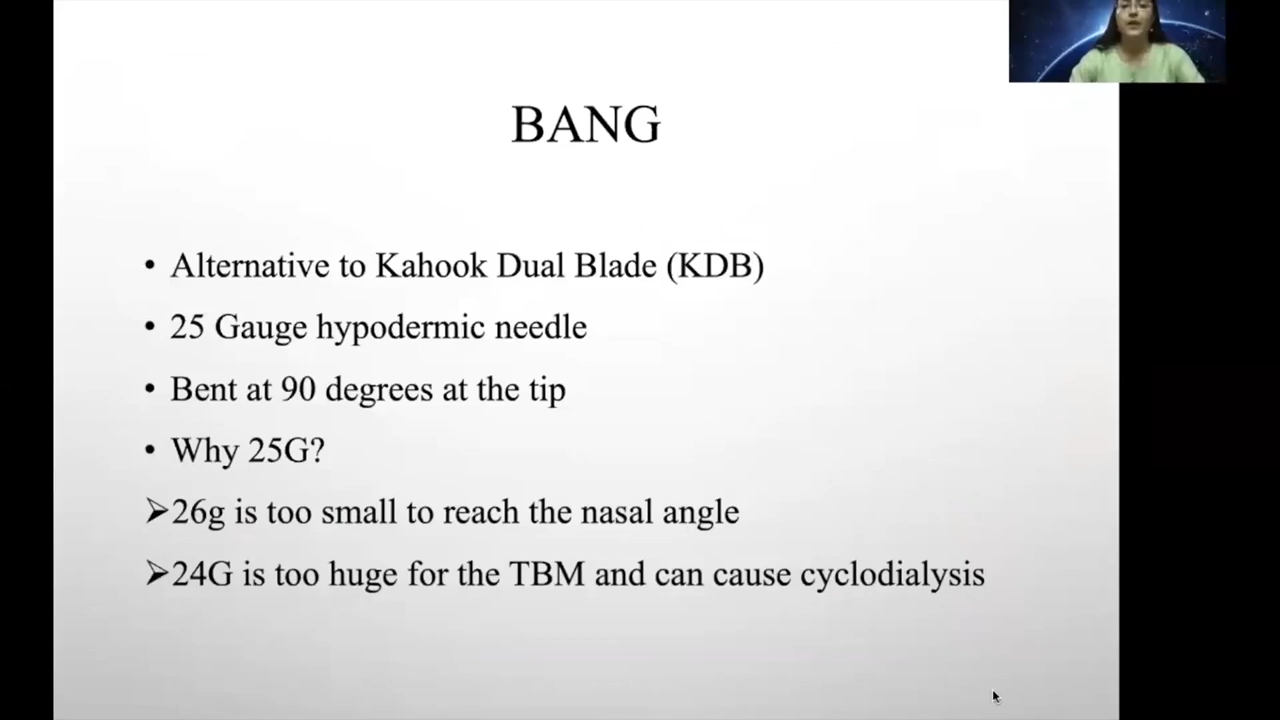 BANG
• Alternative to Kahook Dual Blade (KDB)
• 25 Gauge hypodermic needle
• Bent at 90 degrees at the tip
• Why 25G?
➢26g is too small to reach the nasal angle
➢24G is too huge for the TBM and can cause cyclodialysis